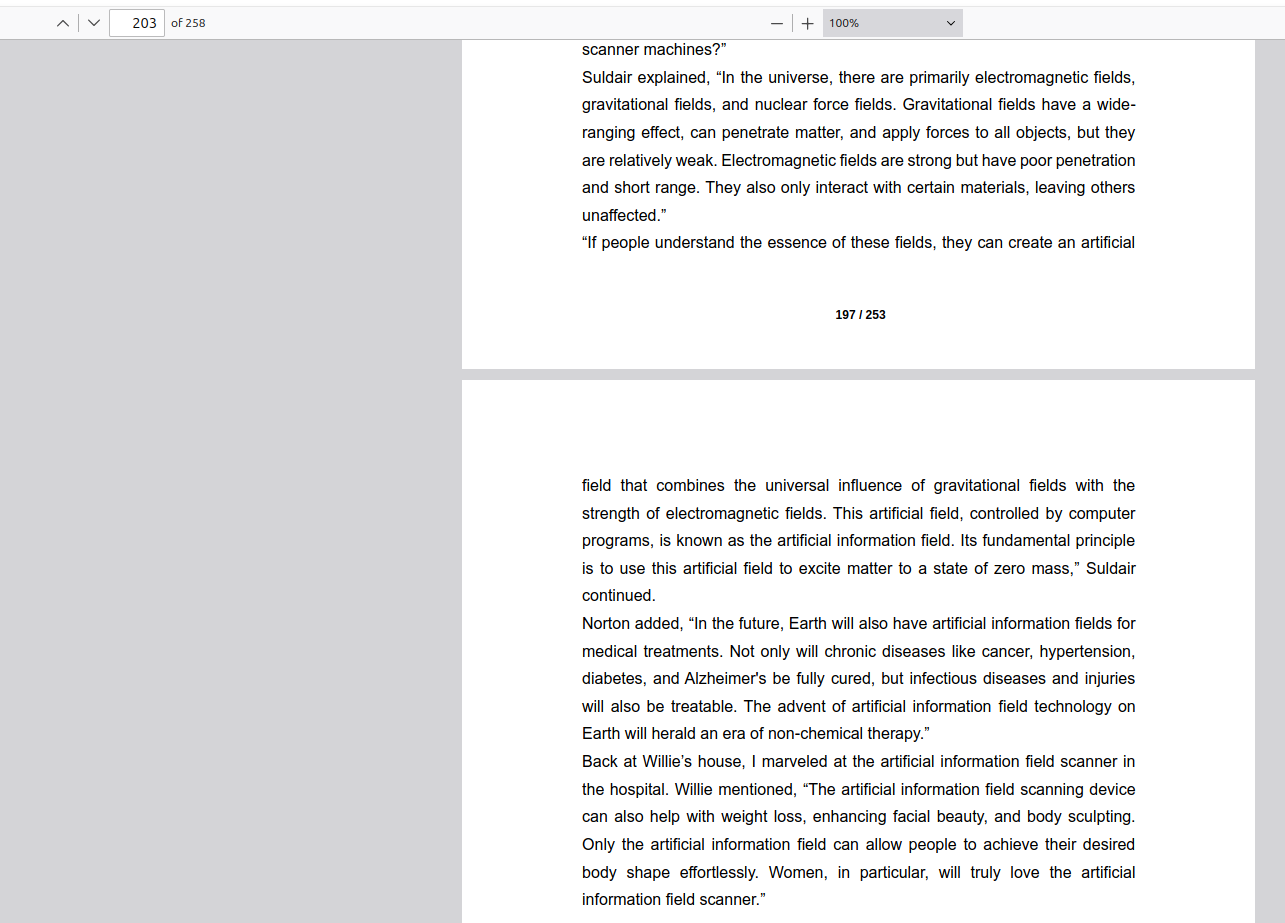 203 of 258
100%
scanner machines?”
Suldair explained, “In the universe, there are primarily electromagnetic fields,
gravitational fields, and nuclear force fields. Gravitational fields have a wide-
ranging effect, can penetrate matter, and apply forces to all objects, but they
are relatively weak. Electromagnetic fields are strong but have poor penetration
and short range. They also only interact with certain materials, leaving others
unaffected.”
“If people understand the essence of these fields, they can create an artificial
197 / 253
field that combines the universal influence of gravitational fields with the
strength of electromagnetic fields. This artificial field, controlled by computer
programs, is known as the artificial information field. Its fundamental principle
is to use this artificial field to excite matter to a state of zero mass,” Suldair
continued.
Norton added, “In the future, Earth will also have artificial information fields for
medical treatments. Not only will chronic diseases like cancer, hypertension,
diabetes, and Alzheimer's be fully cured, but infectious diseases and injuries
will also be treatable. The advent of artificial information field technology on
Earth will herald an era of non-chemical therapy.”
Back at Willie’s house, I marveled at the artificial information field scanner in
the hospital. Willie mentioned, “The artificial information field scanning device
can also help with weight loss, enhancing facial beauty, and body sculpting.
Only the artificial information field can allow people to achieve their desired
body shape effortlessly. Women, in particular, will truly love the artificial
information field scanner.”